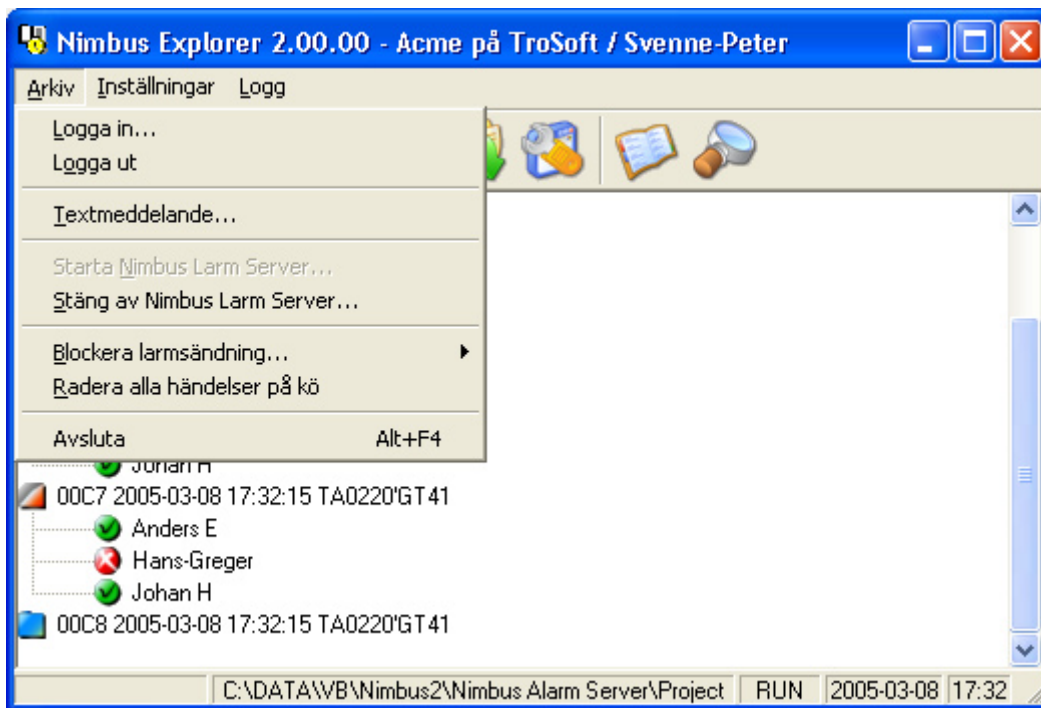 Nimbus Explorer 2.00.00 - Acme på TroSoft / Svenne-Peter
Arkiv Inställningar Logg
Logga in...
Logga ut
Textmeddelande...
Starta Nimbus Larm Server...
Stäng av Nimbus Larm Server...
Blockera larmsändning...
Radera alla händelser på kö
Avsluta Alt+F4
Johan H
00C7 2005-03-08 17:32:15 TA0220'GT41
Anders E
Hans-Greger
Johan H
00C8 2005-03-08 17:32:15 TA0220'GT41
C:\DATA\VB\Nimbus2\Nimbus Alarm Server\Project RUN 2005-03-08 17:32